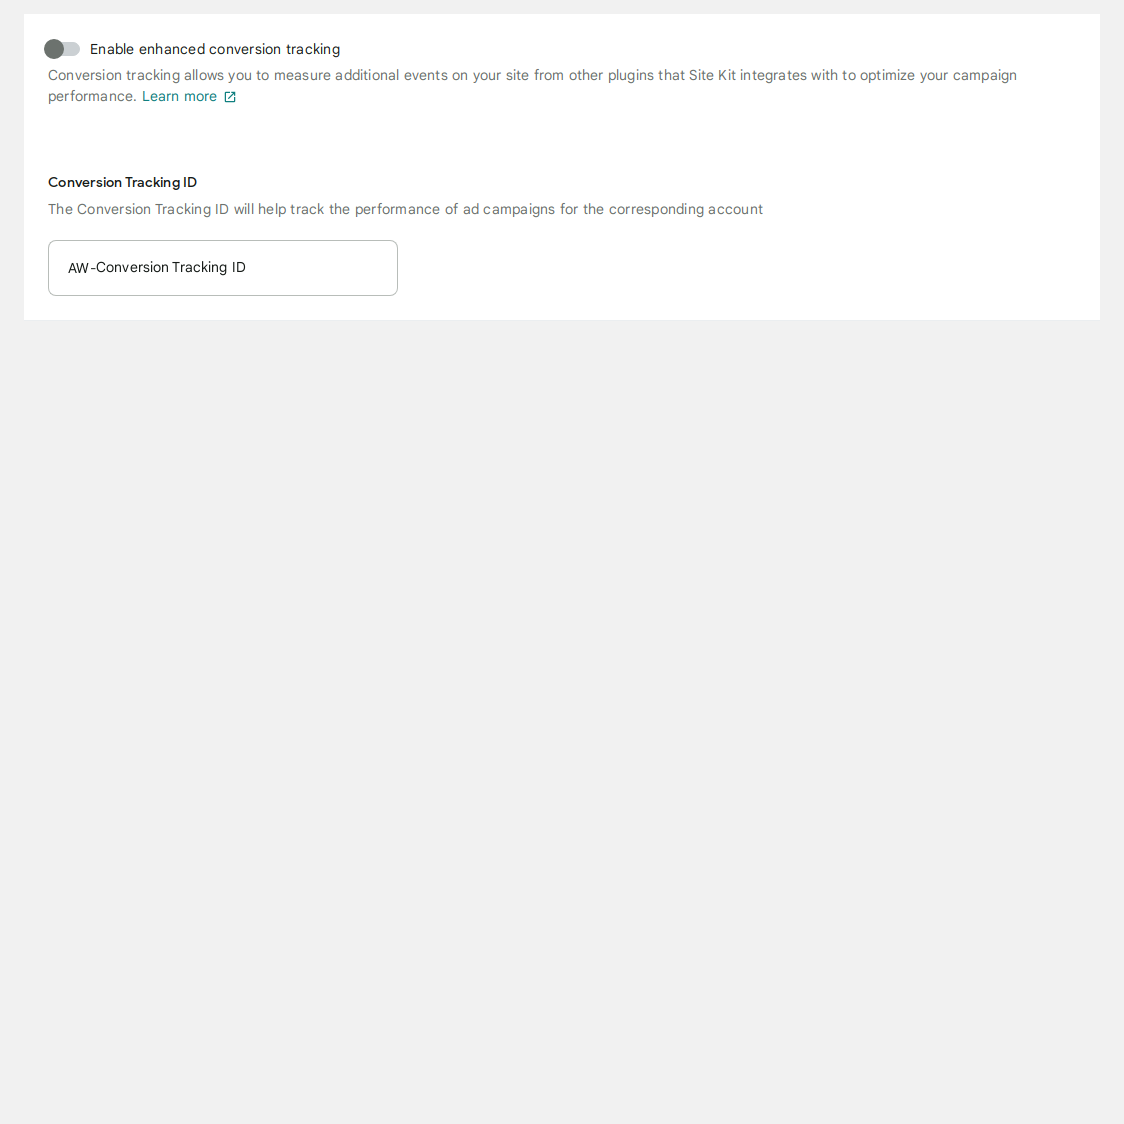 Enable enhanced conversion tracking
Conversion tracking allows you to measure additional events on your site from other plugins that Site Kit integrates with to optimize your campaign
performance. Learn more
Conversion Tracking ID
The Conversion Tracking ID will help track the performance of ad campaigns for the corresponding account
AW-Conversion Tracking ID